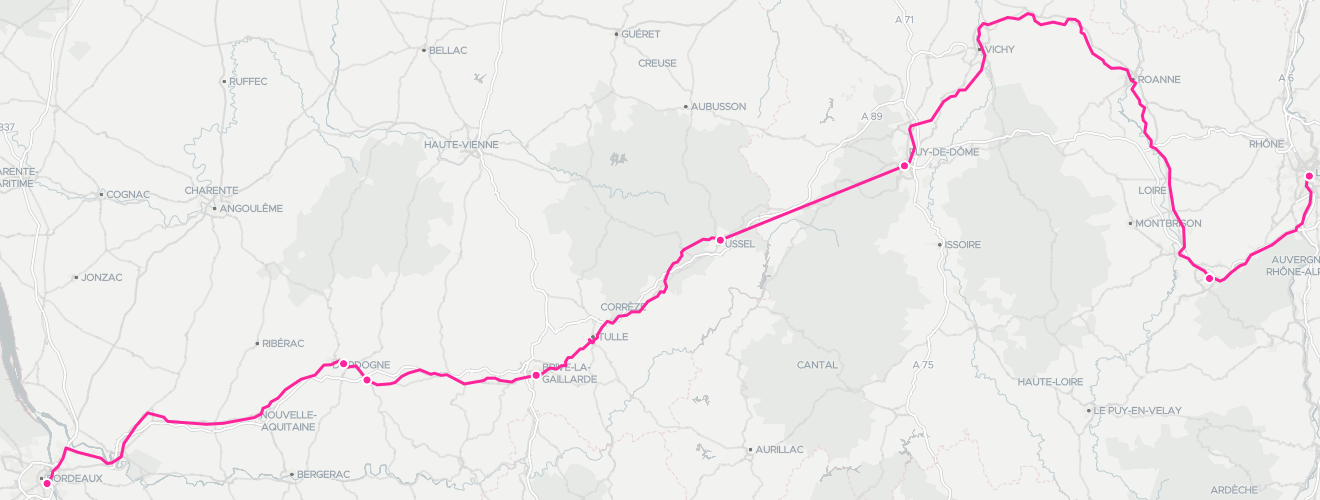 A 71
GUÉRET
BELLAC
VICHY
CREUSE
RUFFEC
ROANNE
A 6
AUBUSSON
A 89
837
HAUTE-VIENNE
PUY-DE-DÔME
RHÔNE
ARENTE-
ARITIME
CHARENTE
COGNAC
LOIRE
ANGOULÊME
MONTBRISON
USSEL
ISSOIRE
AUVERGN
RHÔNE-ALP
JONZAC
CORRÈZE
TULLE
RIBÉRAC
DORDOGNE
BRIVE-LA-
GAILLARDE
CANTAL
A 75
HAUTE-LOIRE
NOUVELLE-
AQUITAINE
LE PUY-EN-VELAY
AURILLAC
BERGERAC
BORDEAUX
ARDÈCHE